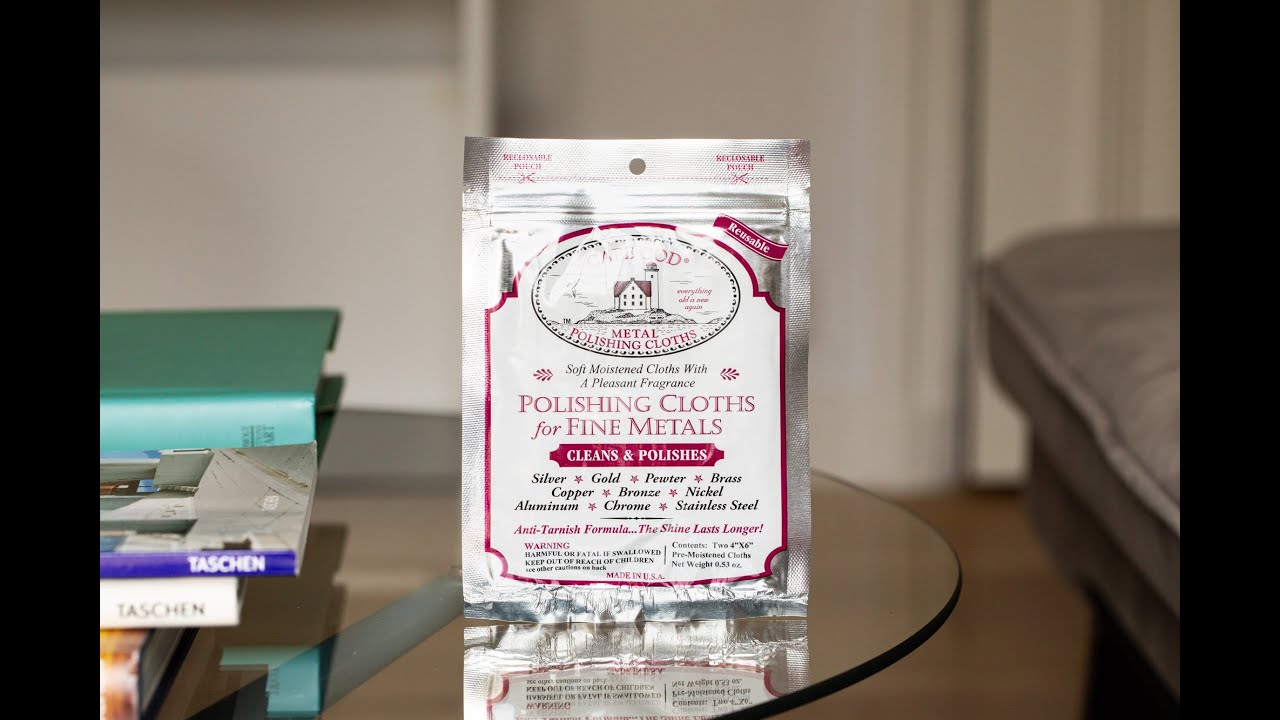 RECLOSABLE
POUCH
RECLOSABLE
POUCH
Reusable
everything
old is new
again
TM
METAL
POLISHING CLOTHS
Soft Moistened Cloths With
A Pleasant Fragrance
POLISHING CLOTHS
for FINE METALS
CLEANS & POLISHES
Silver ★ Gold ★ Pewter ★ Brass
Copper ★ Bronze ★ Nickel
Aluminum ★ Chrome ★ Stainless Steel
Anti-Tarnish Formula...The Shine Lasts Longer!
WARNING
HARMFUL OR FATAL IF SWALLOWED
KEEP OUT OF REACH OF CHILDREN
see other cautions on back
Contents: Two 4"X6"
Pre-Moistened Cloths
Net Weight 0.53 oz.
MADE IN U.S.A.
TASCHEN
TASCHEN